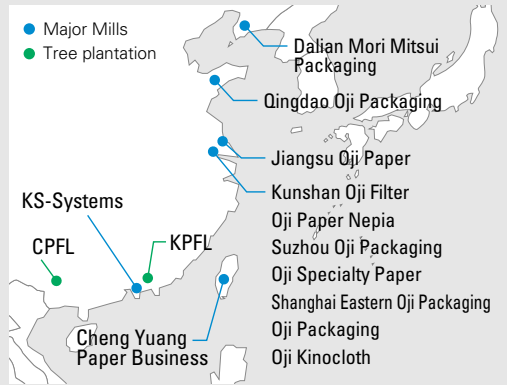 Major Mills
Tree plantation
Dalian Mori Mitsui
Packaging
Qingdao Oji Packaging
Jiangsu Oji Paper
Kunshan Oji Filter
Oji Paper Nepia
Suzhou Oji Packaging
Oji Specialty Paper
Shanghai Eastern Oji Packaging
Oji Packaging
Oji Kinocloth
KS-Systems
CPFL
KPFL
Cheng Yuang
Paper Business